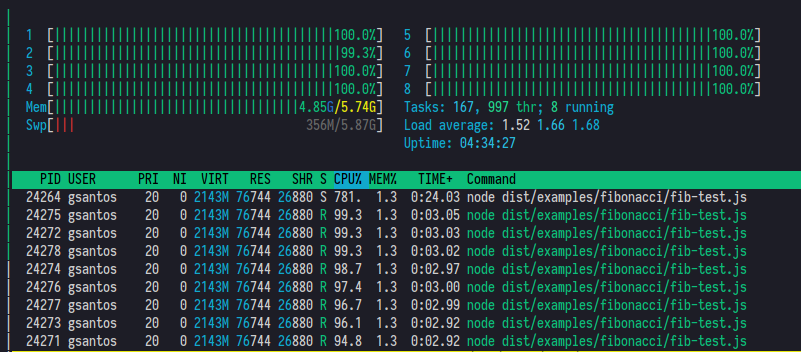 1 [||||||||||||||||||||||||||||||||||||||||100.0%] 5 [||||||||||||||||||||||||||||||||||||||||100.0%]
2 [||||||||||||||||||||||||||||||||||||||||99.3%] 6 [||||||||||||||||||||||||||||||||||||||||100.0%]
3 [||||||||||||||||||||||||||||||||||||||||100.0%] 7 [||||||||||||||||||||||||||||||||||||||||100.0%]
4 [||||||||||||||||||||||||||||||||||||||||100.0%] 8 [||||||||||||||||||||||||||||||||||||||||100.0%]
Mem[|||||||||||||||||||||||||||||||||||4.85G/5.74G] Tasks: 167, 997 thr; 8 running
Swp[||| 356M/5.87G] Load average: 1.52 1.66 1.68
Uptime: 04:34:27
PID USER PRI NI VIRT RES SHR S CPU% MEM% TIME+ Command
24264 gsantos 20 0 2143M 76744 26880 S 781. 1.3 0:24.03 node dist/examples/fibonacci/fib-test.js
24275 gsantos 20 0 2143M 76744 26880 R 99.3 1.3 0:03.05 node dist/examples/fibonacci/fib-test.js
24272 gsantos 20 0 2143M 76744 26880 R 99.3 1.3 0:03.03 node dist/examples/fibonacci/fib-test.js
24278 gsantos 20 0 2143M 76744 26880 R 99.3 1.3 0:03.02 node dist/examples/fibonacci/fib-test.js
24274 gsantos 20 0 2143M 76744 26880 R 98.7 1.3 0:02.97 node dist/examples/fibonacci/fib-test.js
24276 gsantos 20 0 2143M 76744 26880 R 97.4 1.3 0:03.00 node dist/examples/fibonacci/fib-test.js
24277 gsantos 20 0 2143M 76744 26880 R 96.7 1.3 0:02.99 node dist/examples/fibonacci/fib-test.js
24273 gsantos 20 0 2143M 76744 26880 R 96.1 1.3 0:02.92 node dist/examples/fibonacci/fib-test.js
24271 gsantos 20 0 2143M 76744 26880 R 94.8 1.3 0:02.92 node dist/examples/fibonacci/fib-test.js